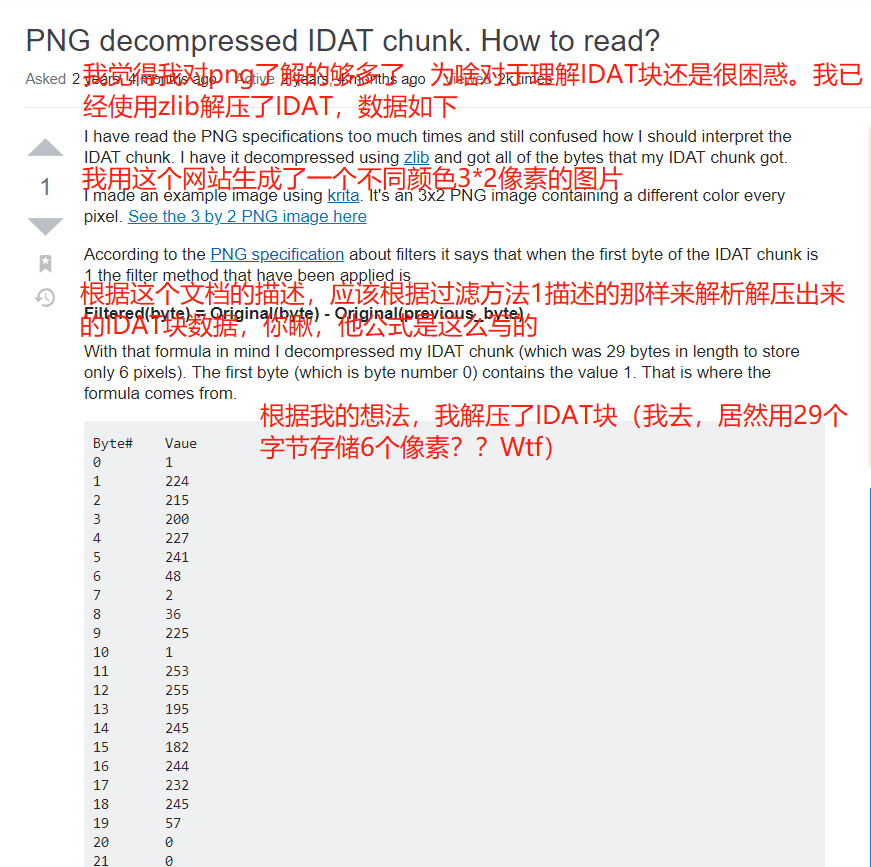 PNG decompressed IDAT chunk. How to read?
Asked 2 years, 4 months ago Active 2 years, 4 months ago Viewed 2k times
我觉得我对png了解的够多了，为啥对于理解IDAT块还是很困惑。我已
经使用zlib解压了IDAT，数据如下
I have read the PNG specifications too much times and still confused how I should interpret the
IDAT chunk. I have it decompressed using zlib and got all of the bytes that my IDAT chunk got.
1
我用这个网站生成了一个不同颜色3*2像素的图片
I made an example image using krita. It's an 3x2 PNG image containing a different color every
pixel. See the 3 by 2 PNG image here
According to the PNG specification about filters it says that when the first byte of the IDAT chunk is
1 the filter method that have been applied is
根据这个文档的描述，应该根据过滤方法1描述的那样来解析解压出来
的IDAT块数据，你瞅，他公式是这么写的
Filtered(byte) = Original(byte) - Original(previous_byte)
With that formula in mind I decompressed my IDAT chunk (which was 29 bytes in length to store
only 6 pixels). The first byte (which is byte number 0) contains the value 1. That is where the
formula comes from.
根据我的想法，我解压了IDAT块（我去，居然用29个
字节存储6个像素？？Wtf）
Byte# Vaue
0 1
1 224
2 215
3 200
4 227
5 241
6 48
7 2
8 36
9 225
10 1
11 253
12 255
13 195
14 245
15 182
16 244
17 232
18 245
19 57
20 0
21 0